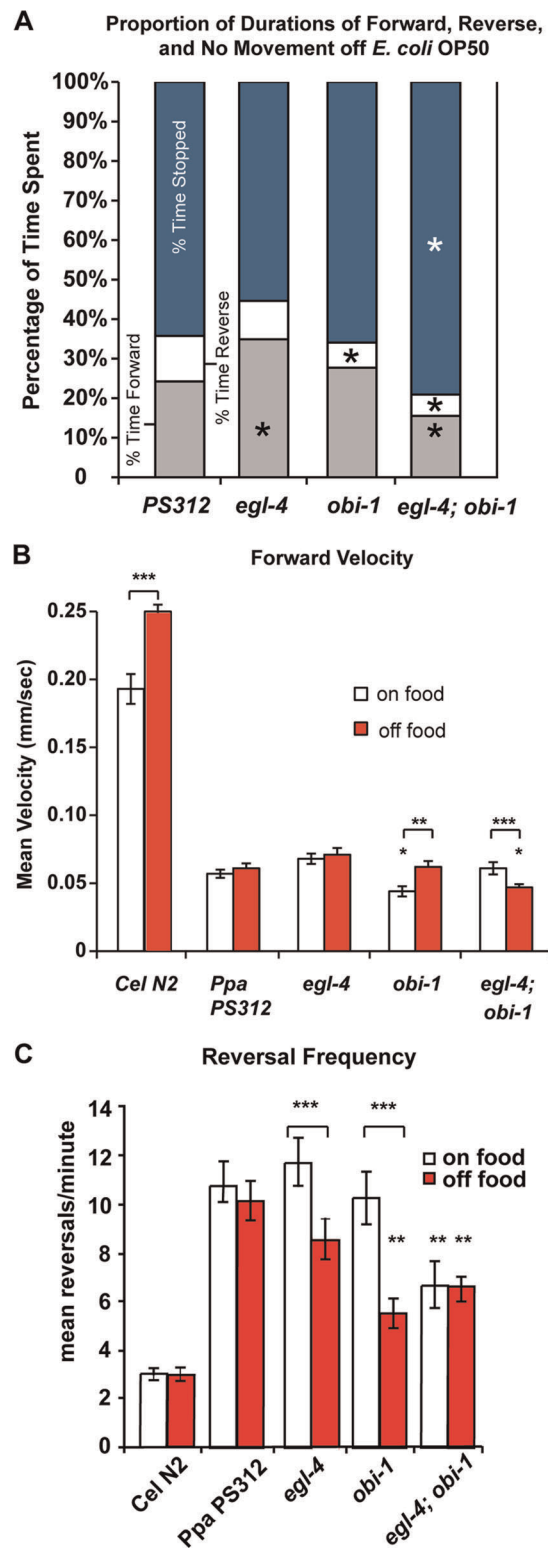 A
Proportion of Durations of Forward, Reverse,
and No Movement off E. coli OP50
Percentage of Time Spent
100%
90%
80%
70%
60%
50%
40%
30%
20%
10%
0
% Time Forward
% Time Stopped
% Time Reverse
*
*
*
*
*
PS312 egl-4 obi-1 egl-4; obi-1
B
Forward Velocity
Mean Velocity (mm/sec)
0.25
0.20
0.15
0.10
0.05
0
***
on food
off food
** ***
* *
Cel N2 Ppa egl-4 obi-1 egl-4;
PS312 obi-1
C
Reversal Frequency
mean reversals/minute
14
12
10
8
6
4
2
0
*** ***
on food
off food
** ** **
Cel N2
Ppa PS312
egl-4
obi-1
egl-4; obi-1